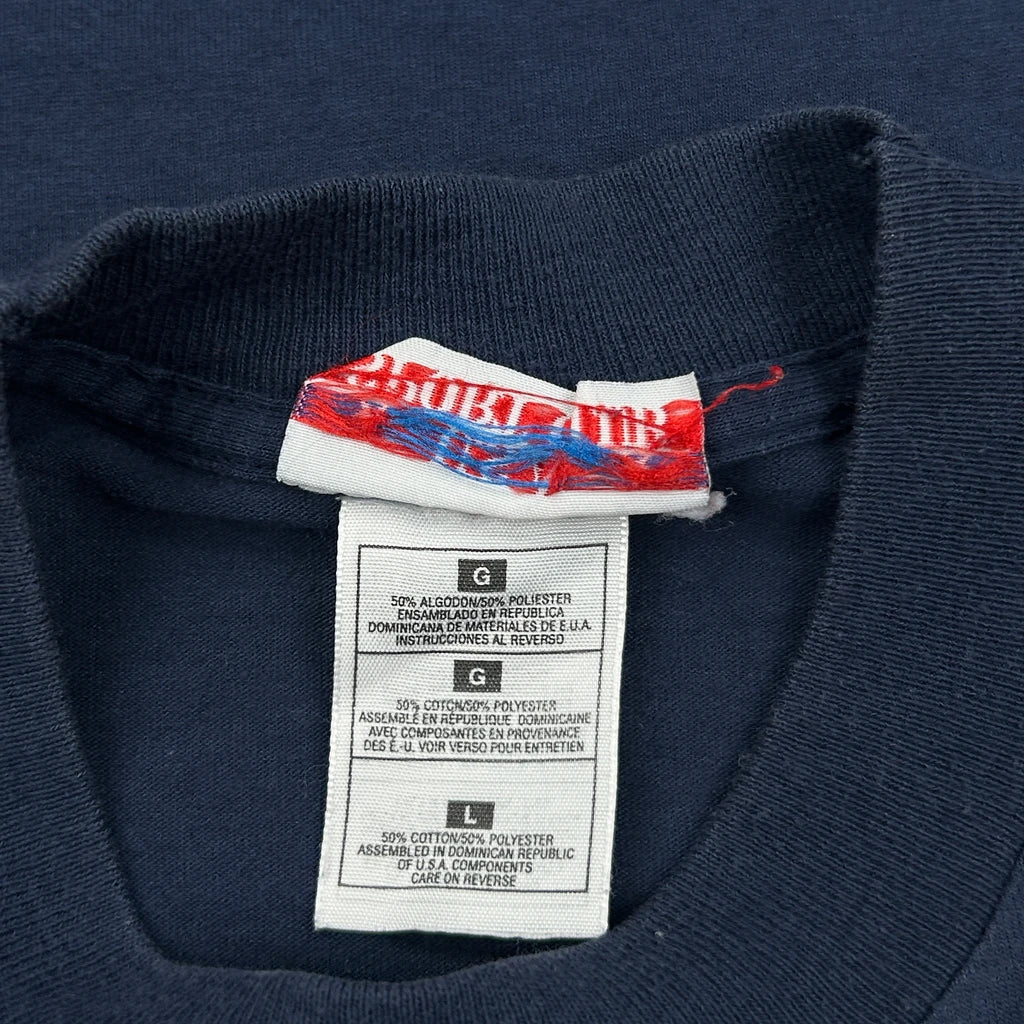 SPORT
G
50% ALGODON/50% POLIESTER
ENSAMBLADO EN REPUBLICA
DOMINICANA DE MATERIALES DE E.U.A.
INSTRUCCIONES AL REVERSO
G
50% COTON/50% POLYESTER
ASSEMBLÉ EN RÉPUBLIQUE DOMINICAINE
AVEC COMPOSANTES EN PROVENANCE
DES É.-U. VOIR VERSO POUR ENTRETIEN
L
50% COTTON/50% POLYESTER
ASSEMBLED IN DOMINICAN REPUBLIC
OF U.S.A. COMPONENTS
CARE ON REVERSE